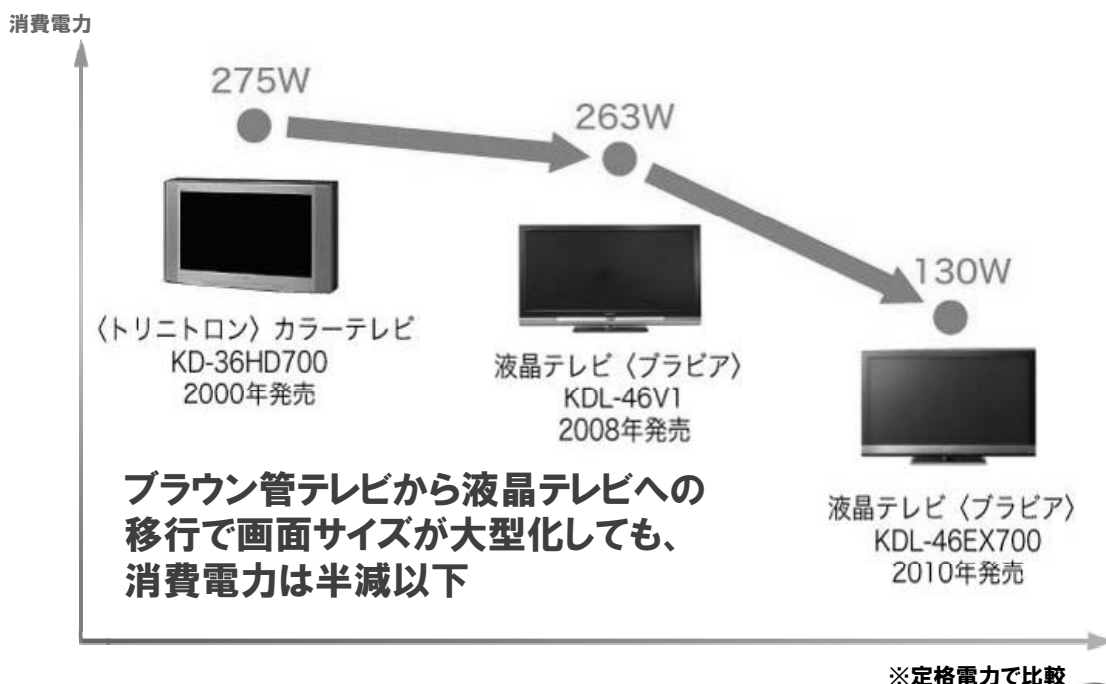 消費電力
275W
263W
130W
〈トリニトロン〉カラーテレビ
KD-36HD700
2000年発売
液晶テレビ〈ブラビア〉
KDL-46V1
2008年発売
液晶テレビ〈ブラビア〉
KDL-46EX700
2010年発売
ブラウン管テレビから液晶テレビへの
移行で画面サイズが大型化しても、
消費電力は半減以下
※定格電力で比較